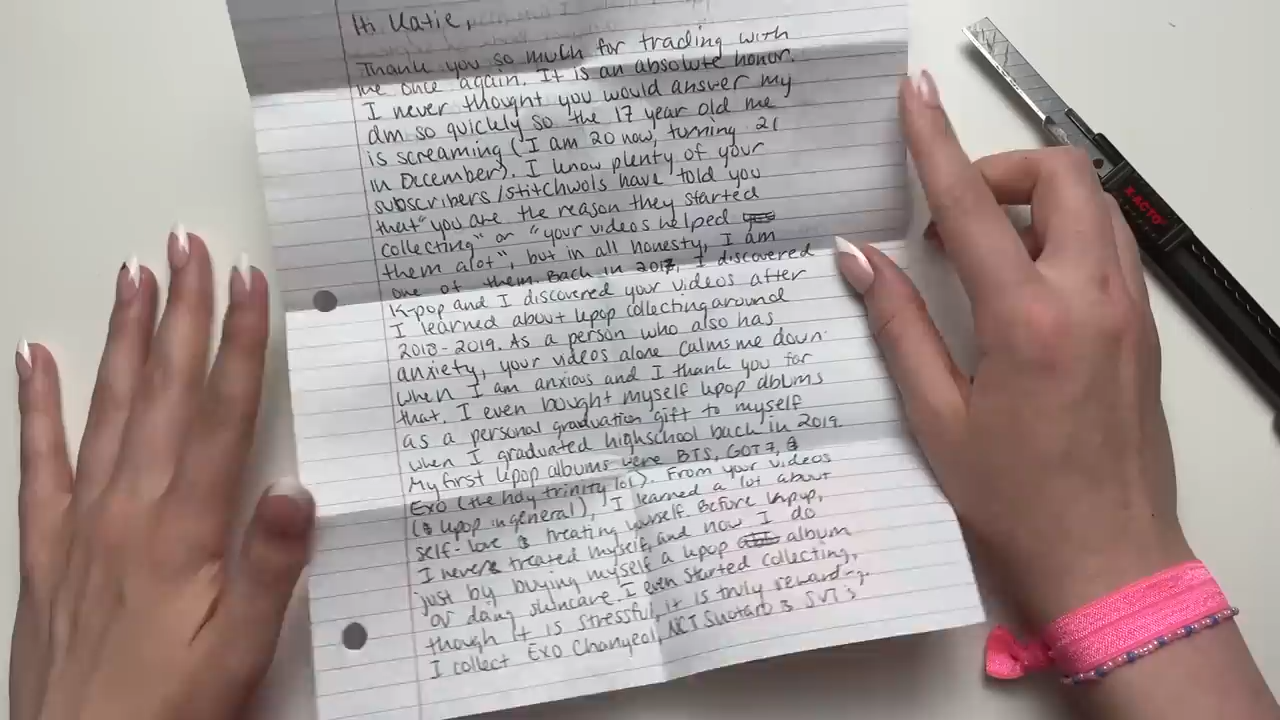 Hi Katie,
Thank you so much for trading with
me once again. It is an absolute honor.
I never thought you would answer my
dm so quickly so the 17 year old me
is screaming (I am 20 now, turning 21
in December). I know plenty of your
subscribers/stitchwols have told you
that "you are the reason they started
collecting" or "your videos helped
them alot", but in all honesty, I am
one of them. Back in 2017, I discovered
K-pop and I discovered your videos after
I learned about kpop collecting around
2018-2019. As a person who also has
anxiety, your videos alone calms me down
when I am anxious and I thank you for
that. I even bought myself kpop albums
as a personal graduation gift to myself
when I graduated highschool back in 2019.
My first kpop albums were BTS, GOT7, &
EXO (the holy trinity lol). From your videos
(& kpop in general), I learned a lot about
self-love & treating yourself. Before kpop,
I never treated myself, and now I do
just by buying myself a kpop album
or doing skincare. I even started collecting,
though it is stressful, it is truly reward-
I collect EXO Chanyeol, NCT Shotaro & SVT's
X-ACTO